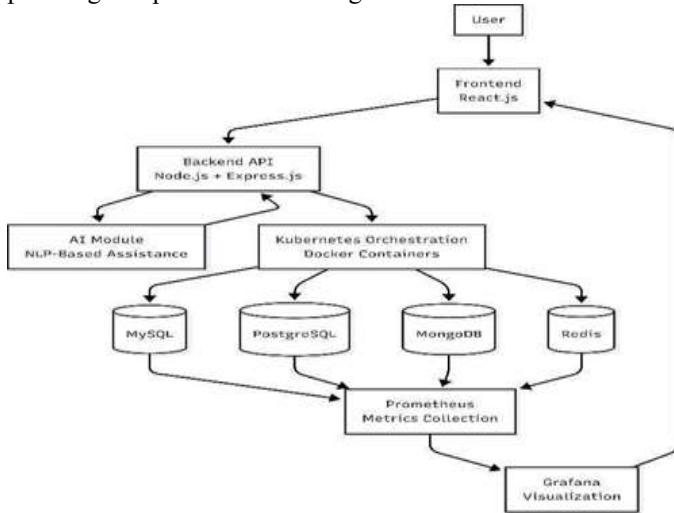 User
Frontend
React.js
Backend API
Node.js + Express.js
AI Module
NLP-Based Assistance
Kubernetes Orchestration
Docker Containers
MySQL
PostgreSQL
MongoDB
Redis
Prometheus
Metrics Collection
Grafana
Visualization